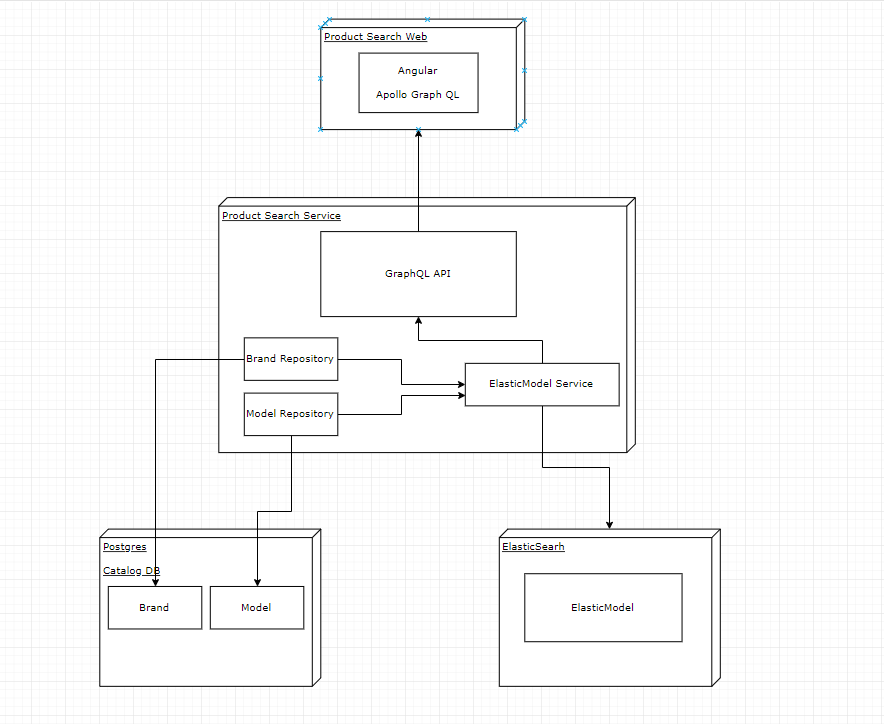 Product Search Web
Angular
Apollo Graph QL
Product Search Service
GraphQL API
Brand Repository
ElasticModel Service
Model Repository
Postgres
Catalog DB
Brand
Model
ElasticSearh
ElasticModel